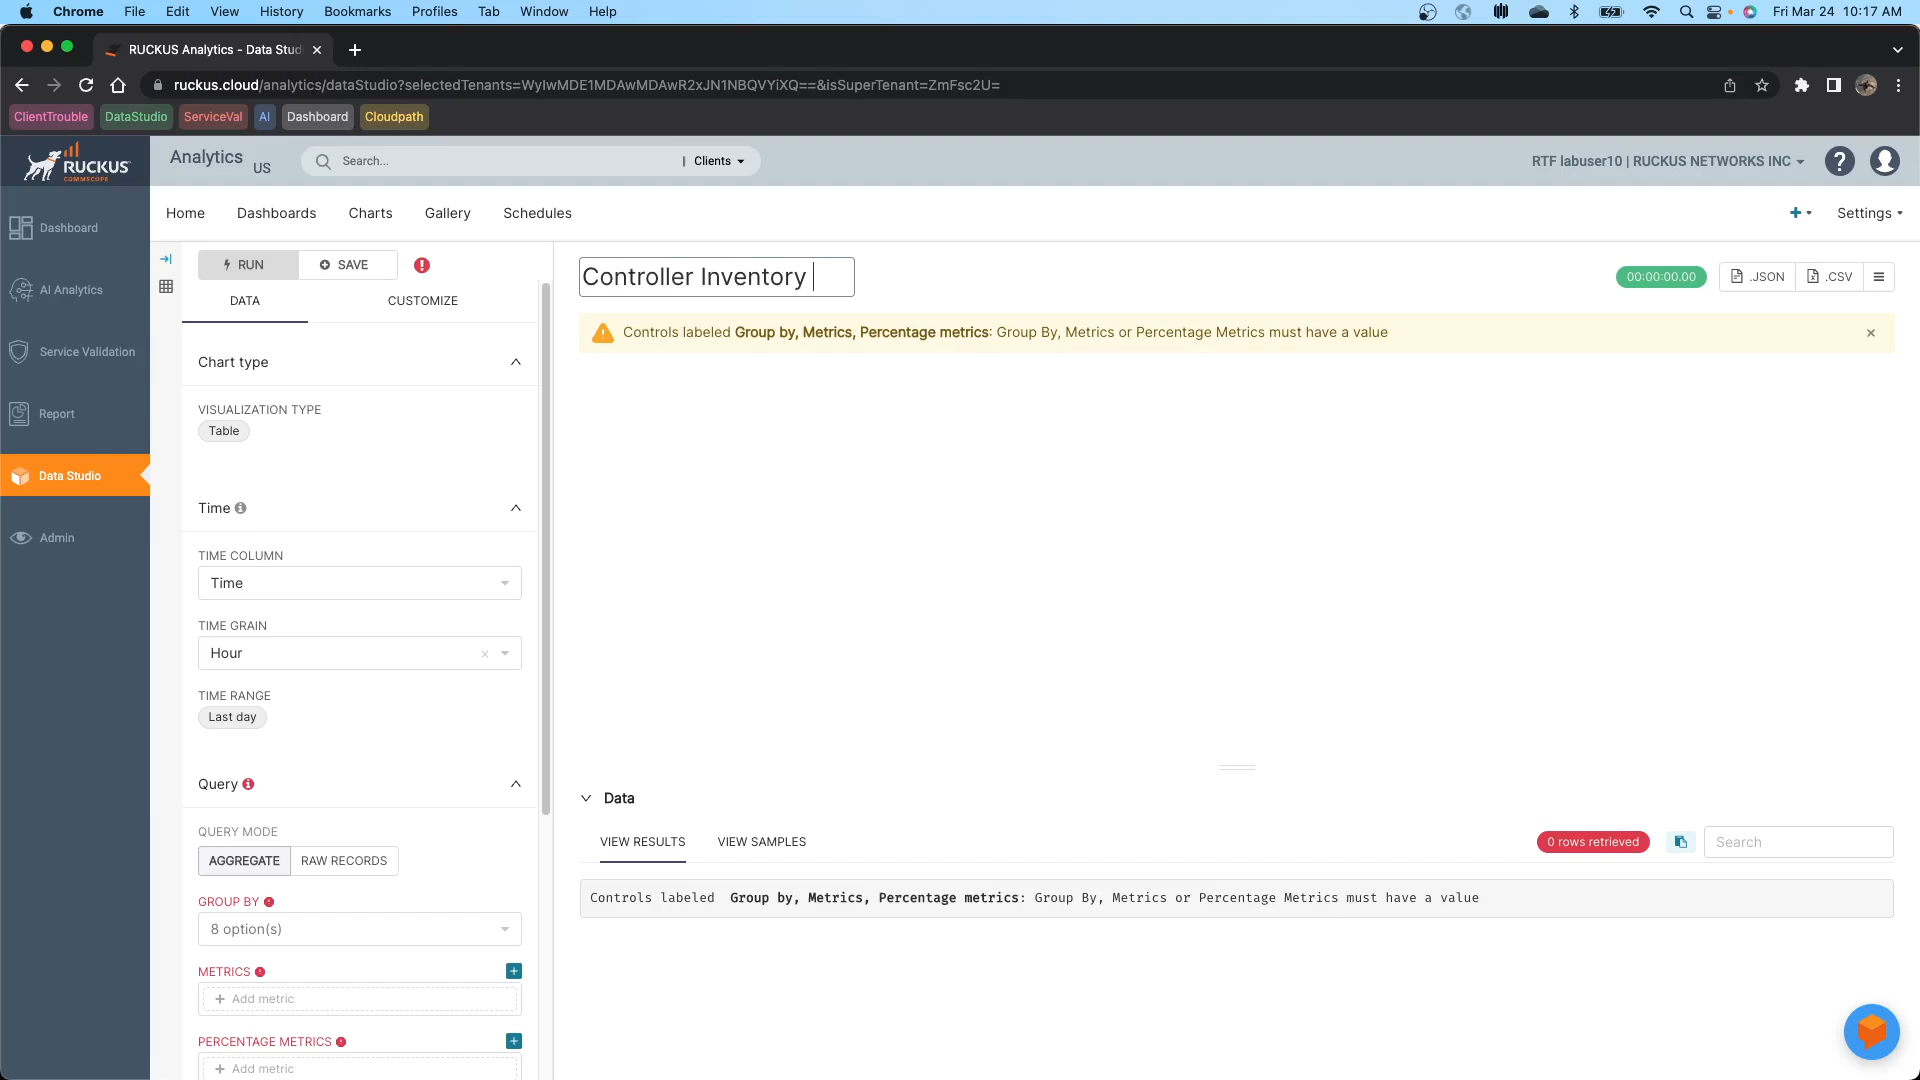 Chrome File Edit View History Bookmarks Profiles Tab Window Help Fri Mar 24 10:17 AM
RUCKUS Analytics - Data Studi
ruckus.cloud/analytics/dataStudio?selectedTenants=WyIwMDE1MDAwMDAwR2xJN1NBQVYiXQ==&isSuperTenant=ZmFsc2U=
ClientTrouble DataStudio ServiceVal AI Dashboard Cloudpath
RUCKUS
COMMSCOPE
Analytics US Search... | Clients RTF labuser10 | RUCKUS NETWORKS INC ?
Home Dashboards Charts Gallery Schedules + Settings
Dashboard
AI Analytics
Service Validation
Report
Data Studio
Admin
RUN SAVE
DATA CUSTOMIZE
Chart type
VISUALIZATION TYPE
Table
Time
TIME COLUMN
Time
TIME GRAIN
Hour
TIME RANGE
Last day
Query
QUERY MODE
AGGREGATE RAW RECORDS
GROUP BY
8 option(s)
METRICS
+ Add metric
PERCENTAGE METRICS
+ Add metric
Controller Inventory
00:00:00.00 .JSON .CSV
Controls labeled Group by, Metrics, Percentage metrics: Group By, Metrics or Percentage Metrics must have a value
Data
VIEW RESULTS VIEW SAMPLES 0 rows retrieved Search
Controls labeled Group by, Metrics, Percentage metrics: Group By, Metrics or Percentage Metrics must have a value